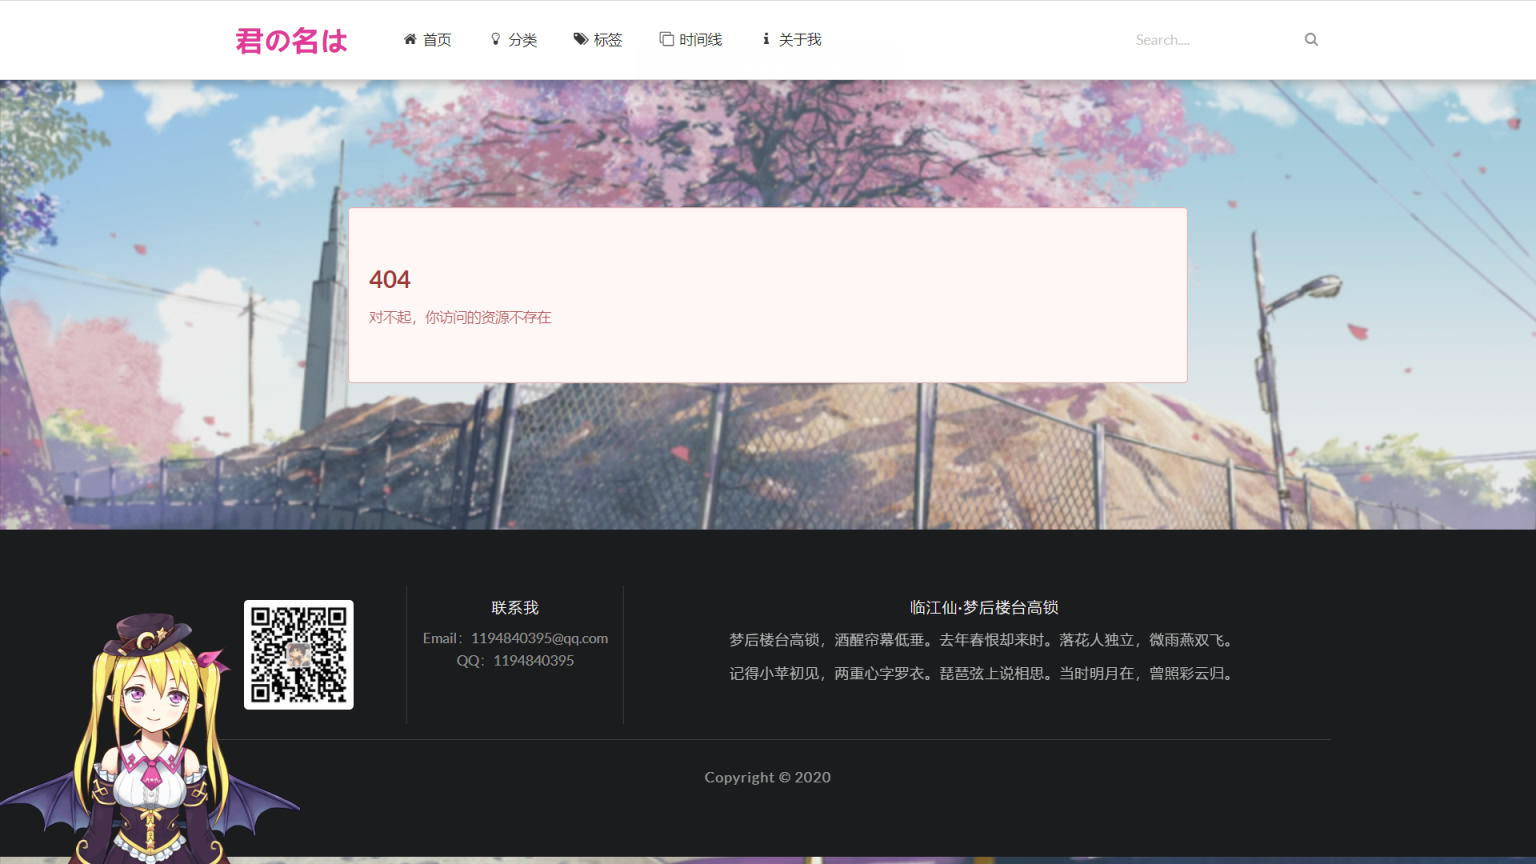 君の名は
首页
分类
标签
时间线
关于我
Search....
404
对不起，你访问的资源不存在
联系我
Email：1194840395@qq.com
QQ：1194840395
临江仙·梦后楼台高锁
梦后楼台高锁，酒醒帘幕低垂。去年春恨却来时。落花人独立，微雨燕双飞。
记得小苹初见，两重心字罗衣。琵琶弦上说相思。当时明月在，曾照彩云归。
Copyright © 2020